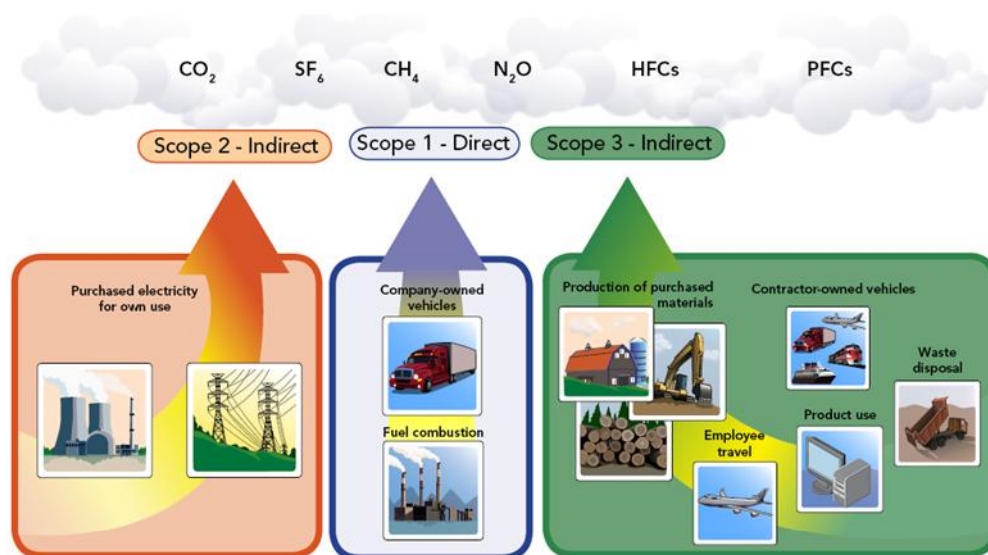 CO₂ SF₆ CH₄ N₂O HFCs PFCs
Scope 2 - Indirect
Scope 1 - Direct
Scope 3 - Indirect
Purchased electricity
for own use
Company-owned
vehicles
Fuel combustion
Production of purchased
materials
Contractor-owned vehicles
Waste
disposal
Product use
Employee
travel